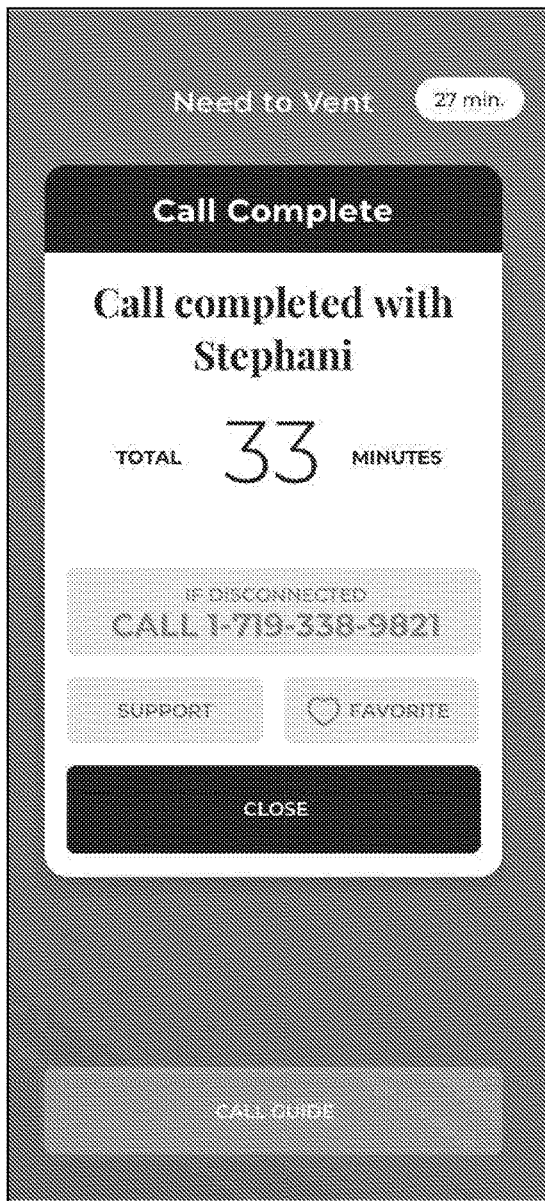 Need to Vent
27 min.
Call Complete
Call completed with
Stephani
TOTAL 33 MINUTES
IF DISCONNECTED
CALL 1-719-338-9821
SUPPORT
FAVORITE
CLOSE
CALL GUIDE